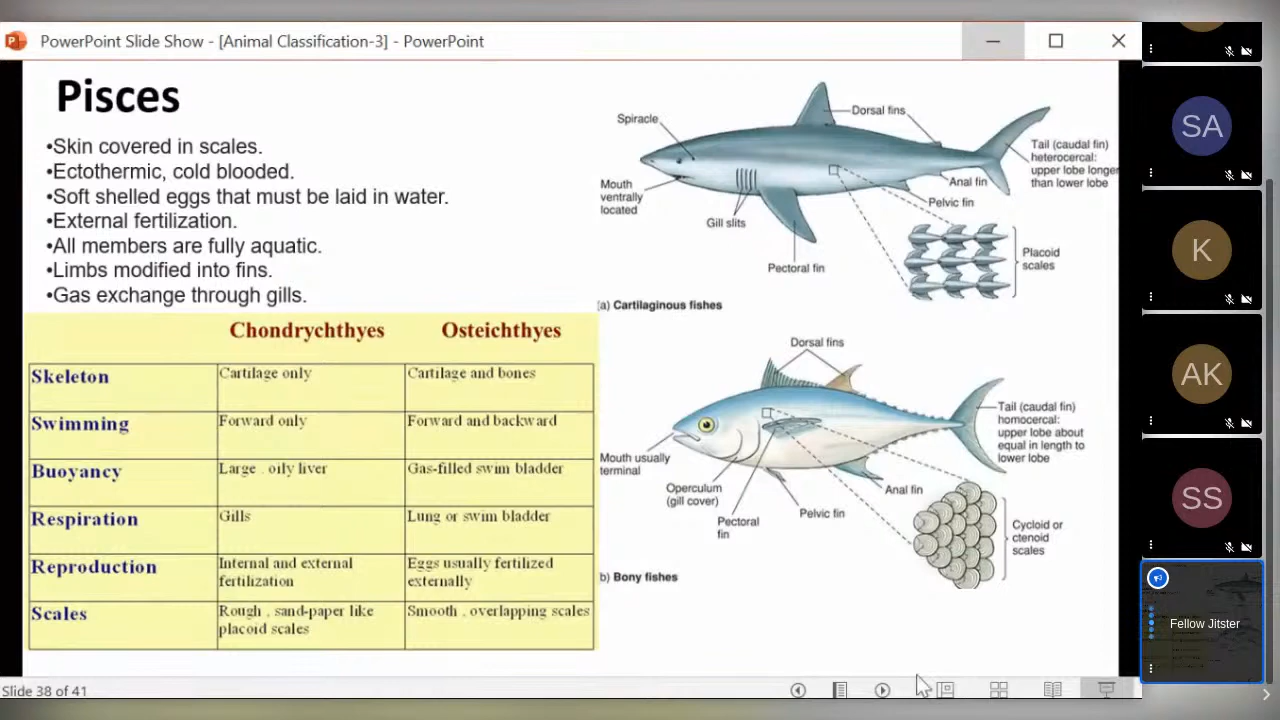 PowerPoint Slide Show - [Animal Classification-3] - PowerPoint
Pisces
•Skin covered in scales.
•Ectothermic, cold blooded.
•Soft shelled eggs that must be laid in water.
•External fertilization.
•All members are fully aquatic.
•Limbs modified into fins.
•Gas exchange through gills.
Chondrychthyes Osteichthyes
Skeleton Cartilage only Cartilage and bones
Swimming Forward only Forward and backward
Buoyancy Large , oily liver Gas-filled swim bladder
Respiration Gills Lung or swim bladder
Reproduction Internal and external
fertilization Eggs usually fertilized
externally
Scales Rough , sand-paper like
placoid scales Smooth , overlapping scales
Spiracle
Dorsal fins
Tail (caudal fin)
heterocercal:
upper lobe longer
than lower lobe
Mouth
ventrally
located
Gill slits
Anal fin
Pelvic fin
Pectoral fin
Placoid
scales
(a) Cartilaginous fishes
Dorsal fins
Tail (caudal fin)
homocercal:
upper lobe about
equal in length to
lower lobe
Mouth usually
terminal
Operculum
(gill cover)
Pectoral
fin
Pelvic fin
Anal fin
Cycloid or
ctenoid
scales
b) Bony fishes
Slide 38 of 41
SA
K
AK
SS
Fellow Jitster